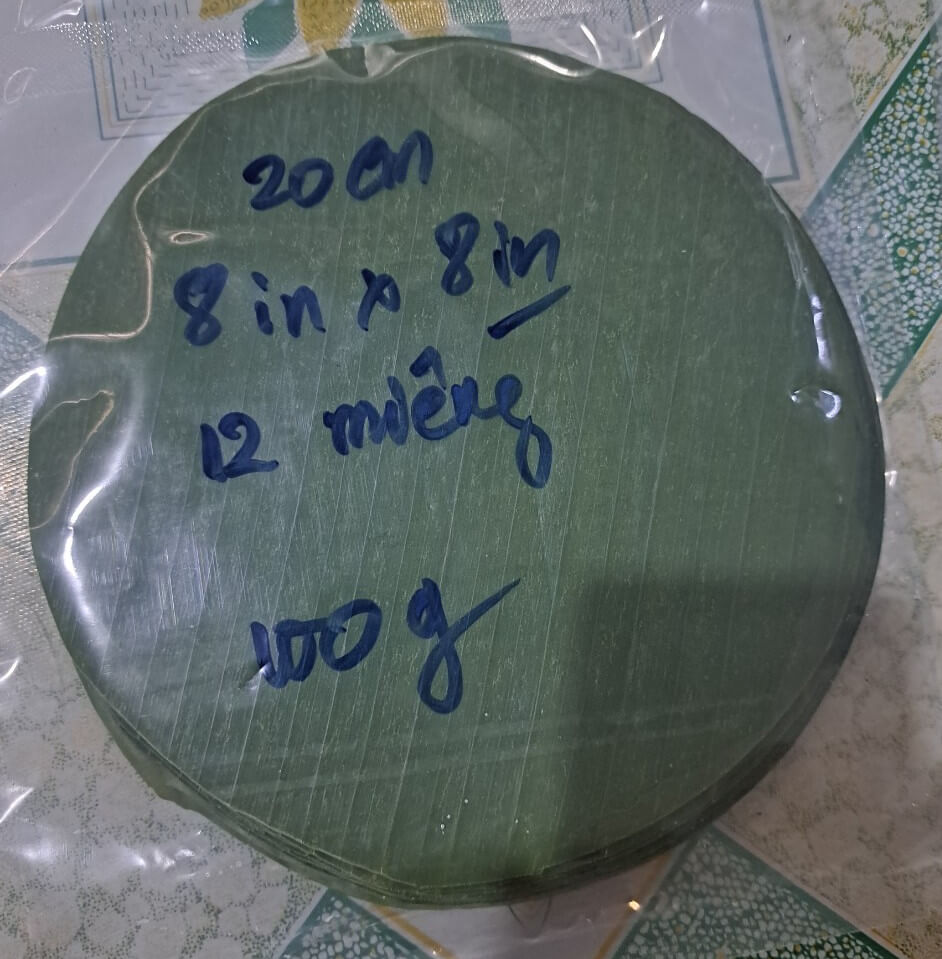 20 cm
8 in x 8 in
12 miếng
100 g